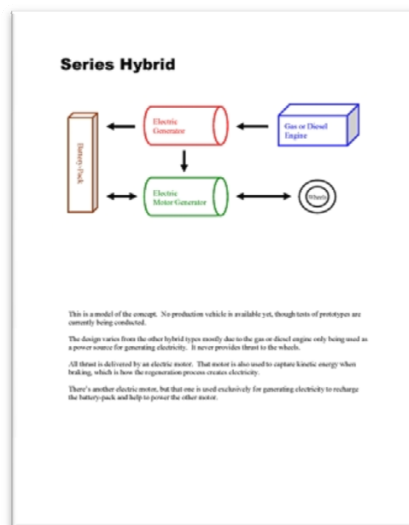 Series Hybrid
Electric
Generator
Gas or Diesel
Engine
Battery-Pack
Electric
Motor/Generator
Wheels
This is a model of the concept. No production vehicle is available yet, though tests of prototypes are
currently being conducted.
The design varies from the other hybrid types mostly due to the gas or diesel engine only being used as
a power source for generating electricity. It never provides thrust to the wheels.
All thrust is delivered by an electric motor. That motor is also used to capture kinetic energy when
braking, which is how the regeneration process creates electricity.
There's another electric motor, but that one is used exclusively for generating electricity to recharge
the battery-pack and help to power the other motor.